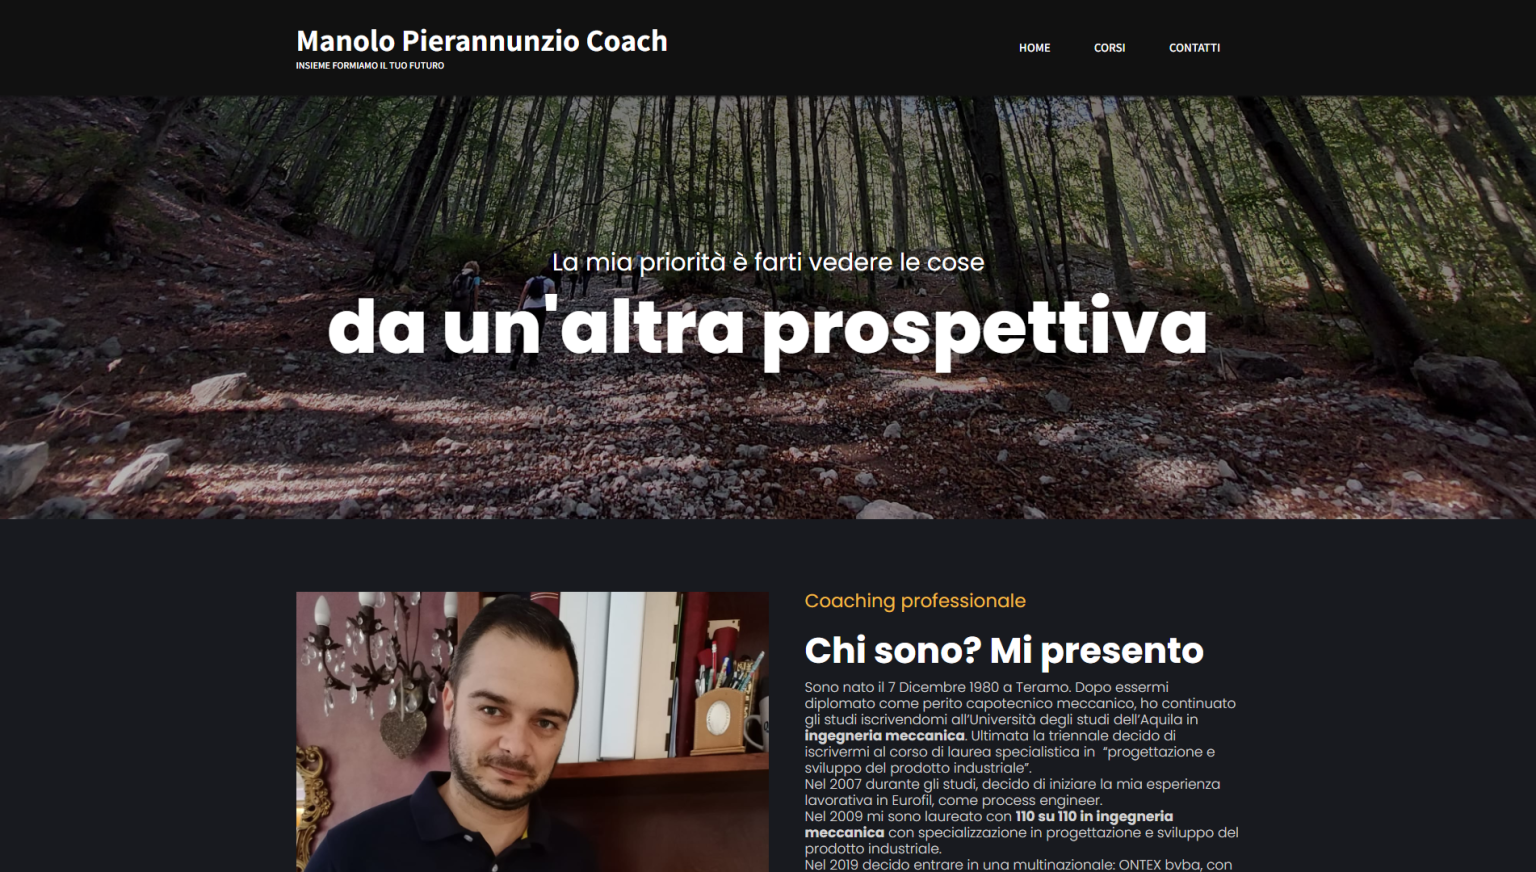 Manolo Pierannunzio Coach
INSIEME FORMIAMO IL TUO FUTURO
HOME
CORSI
CONTATTI
La mia priorità è farti vedere le cose
da un'altra prospettiva
Coaching professionale
Chi sono? Mi presento
Sono nato il 7 Dicembre 1980 a Teramo. Dopo essermi
diplomato come perito capotecnico meccanico, ho continuato
gli studi iscrivendomi all’Università degli studi dell’Aquila in
ingegneria meccanica. Ultimata la triennale decido di
iscrivermi al corso di laurea specialistica in “progettazione e
sviluppo del prodotto industriale”.
Nel 2007 durante gli studi, decido di iniziare la mia esperienza
lavorativa in Eurofil, come process engineer.
Nel 2009 mi sono laureato con 110 su 110 in ingegneria
meccanica con specializzazione in progettazione e sviluppo del
prodotto industriale.
Nel 2019 decido entrare in una multinazionale: ONTEX bvba, con